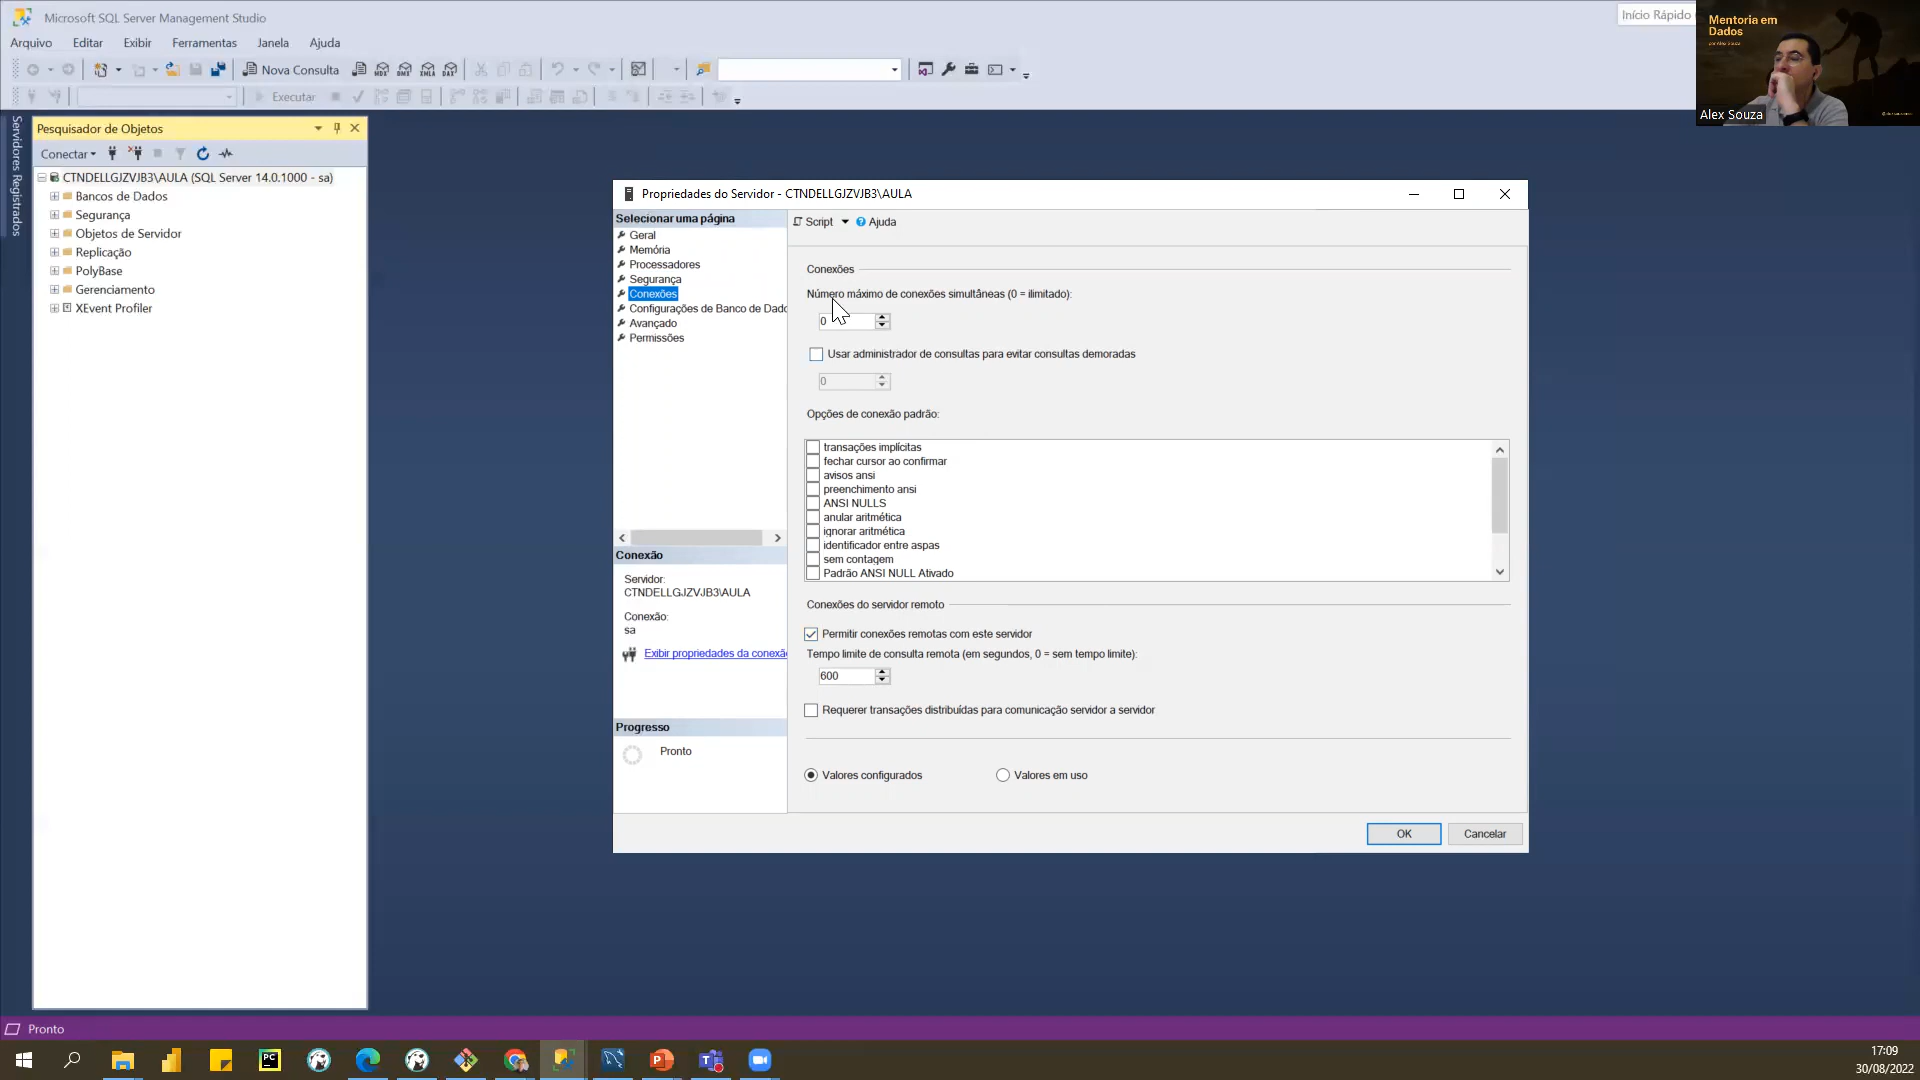 Microsoft SQL Server Management Studio
Início Rápido
Arquivo
Editar
Exibir
Ferramentas
Janela
Ajuda
Nova Consulta
MDX
DMX
XMLA
DAX
Executar
Servidores Registrados
Pesquisador de Objetos
Conectar
CTNDELLGJZVJB3\AULA (SQL Server 14.0.1000 - sa)
Bancos de Dados
Segurança
Objetos de Servidor
Replicação
PolyBase
Gerenciamento
XEvent Profiler
Mentoria em
Dados
por Alex Souza
Alex Souza
Propriedades do Servidor - CTNDELLGJZVJB3\AULA
Selecionar uma página
Geral
Memória
Processadores
Segurança
Conexões
Configurações de Banco de Dado
Avançado
Permissões
Conexão
Servidor:
CTNDELLGJZVJB3\AULA
Conexão:
sa
Exibir propriedades da conexã
Progresso
Pronto
Script
Ajuda
Conexões
Número máximo de conexões simultâneas (0 = ilimitado):
0
Usar administrador de consultas para evitar consultas demoradas
0
Opções de conexão padrão:
transações implícitas
fechar cursor ao confirmar
avisos ansi
preenchimento ansi
ANSI NULLS
anular aritmética
ignorar aritmética
identificador entre aspas
sem contagem
Padrão ANSI NULL Ativado
Conexões do servidor remoto
Permitir conexões remotas com este servidor
Tempo limite de consulta remota (em segundos, 0 = sem tempo limite):
600
Requerer transações distribuídas para comunicação servidor a servidor
Valores configurados
Valores em uso
OK
Cancelar
Pronto
PC
P
17:09
30/08/2022